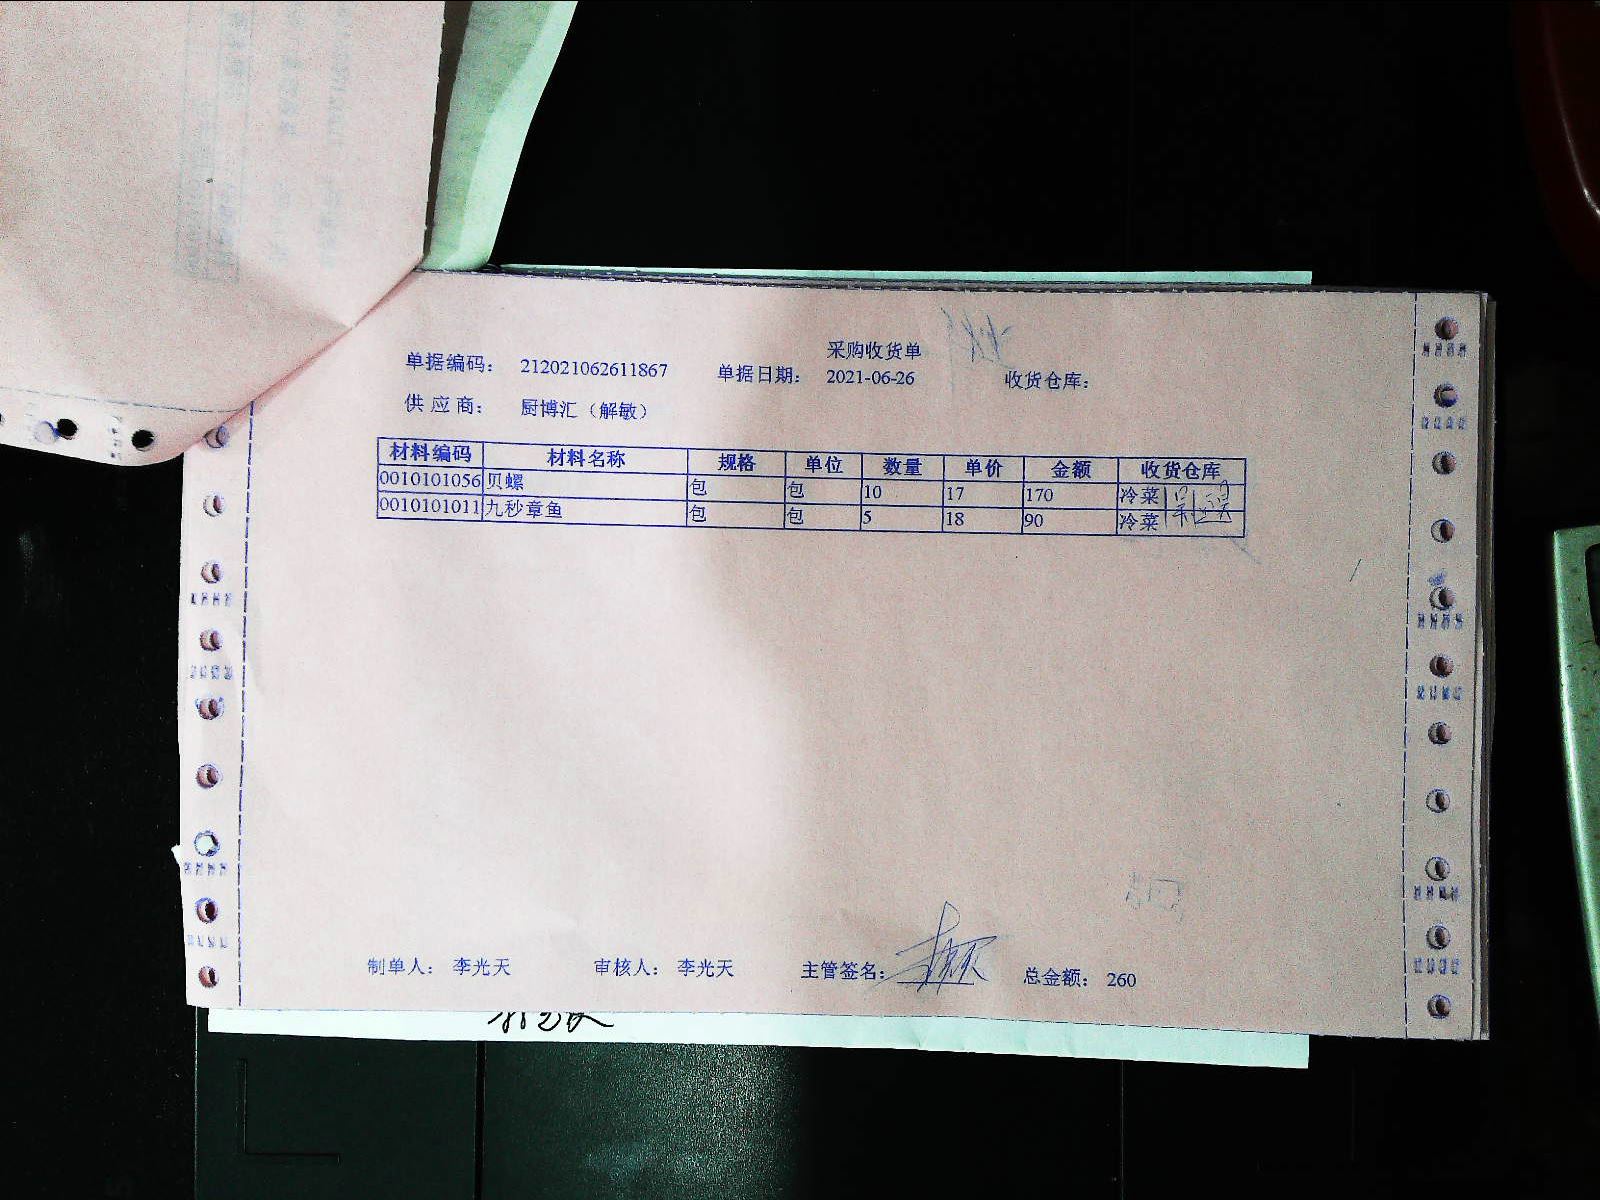 采购收货单
单据编码： 212021062611867 单据日期： 2021-06-26 收货仓库：
供 应 商： 厨博汇（解敏）
材料编码 材料名称 规格 单位 数量 单价 金额 收货仓库
0010101056 贝螺 包 包 10 17 170 冷菜
0010101011 九秒章鱼 包 包 5 18 90 冷菜
制单人： 李光天 审核人： 李光天 主管签名： 总金额： 260